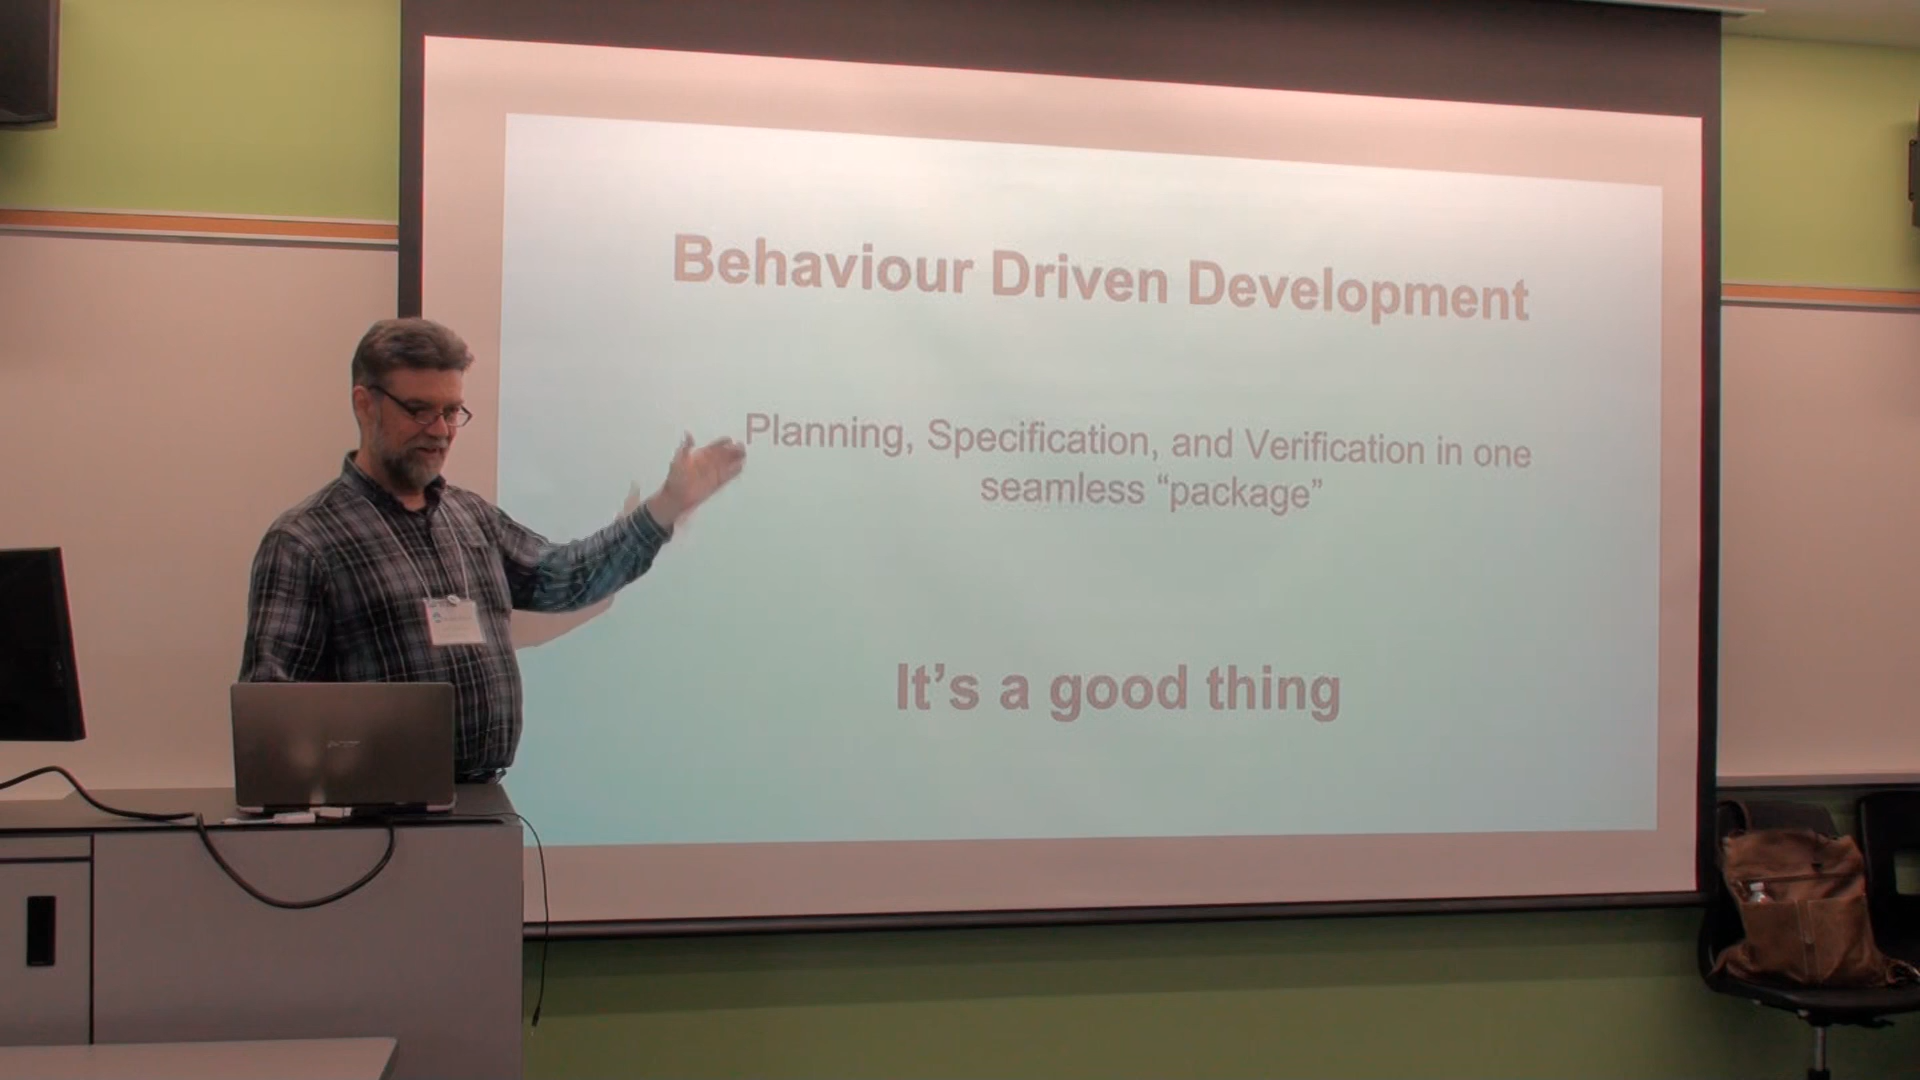 Behaviour Driven Development
Planning, Specification, and Verification in one
seamless “package”
It’s a good thing